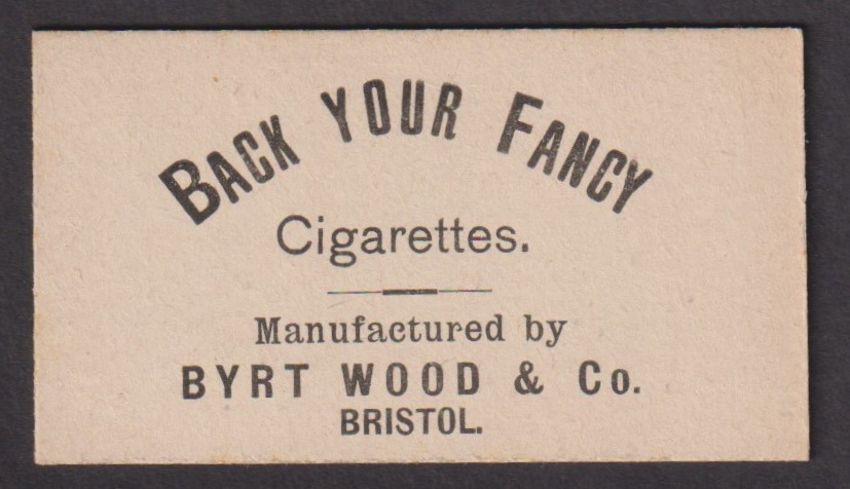 BACK YOUR FANCY
Cigarettes.
Manufactured by
BYRT WOOD & Co.
BRISTOL.